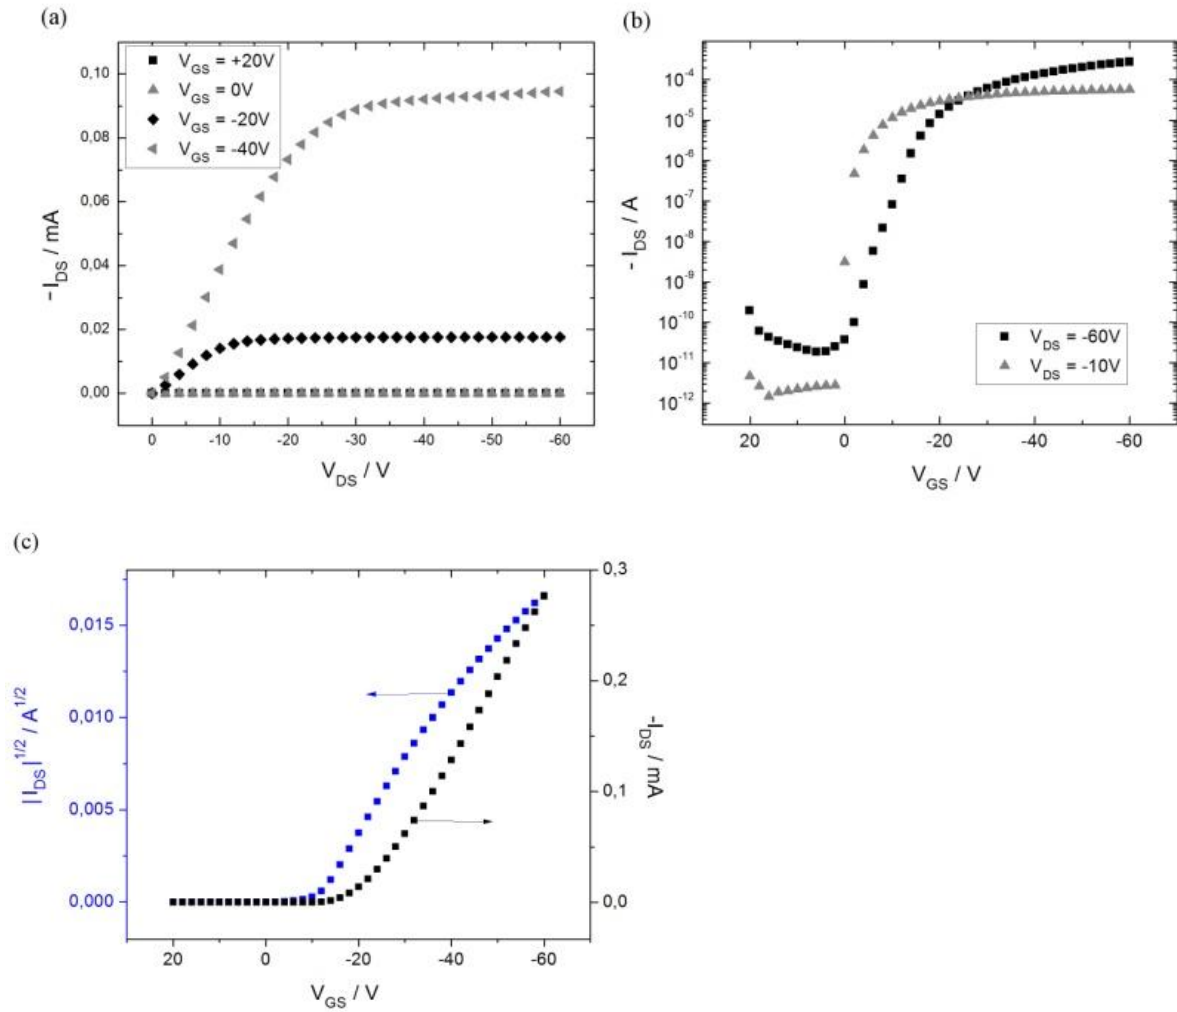 (a)
V_GS = +20V
V_GS = 0V
V_GS = -20V
V_GS = -40V
0,10
0,08
0,06
0,04
0,02
0,00
- I_DS / mA
0 -10 -20 -30 -40 -50 -60
V_DS / V
(b)
10^-4
10^-5
10^-6
10^-7
10^-8
10^-9
10^-10
10^-11
10^-12
- I_DS / A
V_DS = -60V
V_DS = -10V
20 0 -20 -40 -60
V_GS / V
(c)
0,015
0,010
0,005
0,000
|I_DS|^1/2 / A^1/2
0,3
0,2
0,1
0,0
-I_DS / mA
20 0 -20 -40 -60
V_GS / V